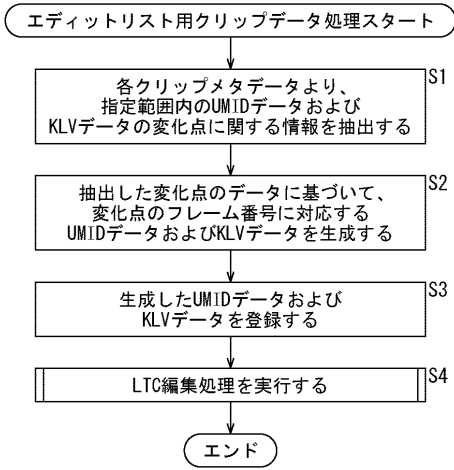 エディットリスト用クリップデータ処理スタート
S1
各クリップメタデータより、
指定範囲内のUMIDデータおよび
KLVデータの変化点に関する情報を抽出する
S2
抽出した変化点のデータに基づいて、
変化点のフレーム番号に対応する
UMIDデータおよびKLVデータを生成する
S3
生成したUMIDデータおよび
KLVデータを登録する
S4
LTC編集処理を実行する
エンド